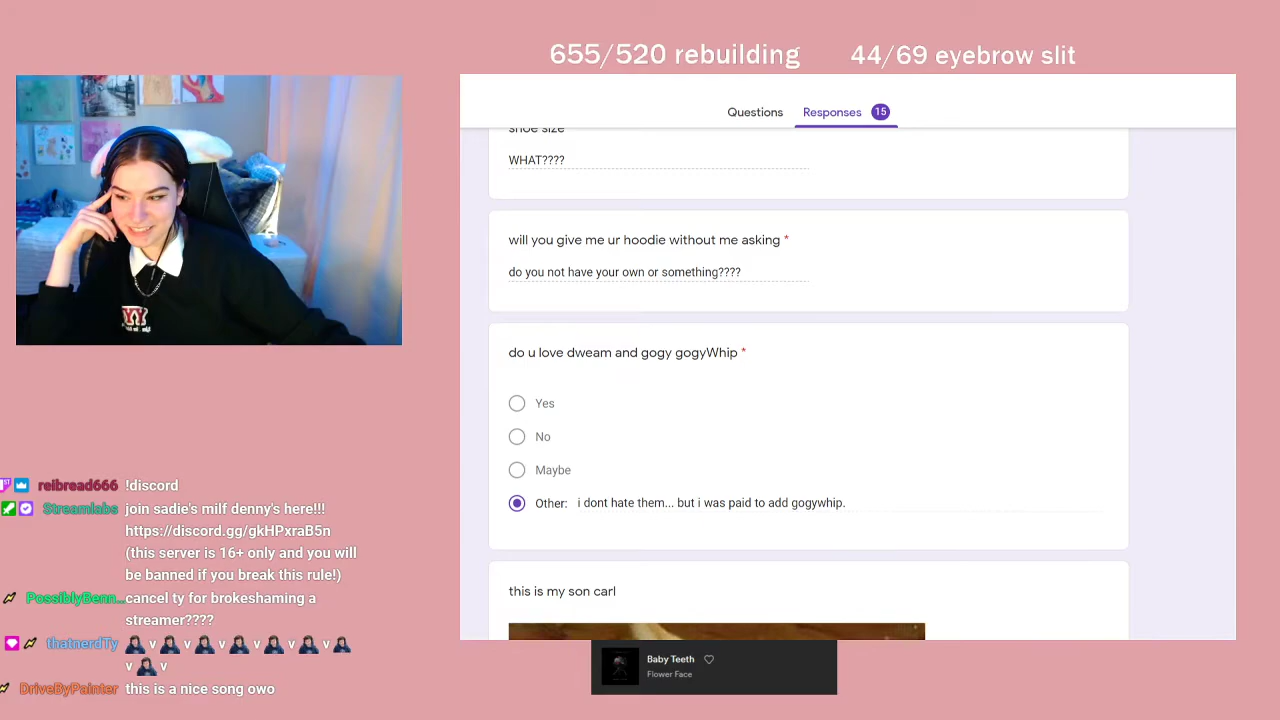 655/520 rebuilding
44/69 eyebrow slit
Questions
Responses 15
shoe size
WHAT????
will you give me ur hoodie without me asking *
do you not have your own or something????
do u love dweam and gogy gogyWhip *
Yes
No
Maybe
Other: i dont hate them... but i was paid to add gogywhip.
this is my son carl
reibread666 !discord
Streamlabs join sadie's milf denny's here!!!
https://discord.gg/gkHPxraB5n
(this server is 16+ only and you will
be banned if you break this rule!)
PossiblyBenn... cancel ty for brokeshaming a
streamer????
thatnerdTy v v v v v v
v v
DriveByPainter this is a nice song owo
Baby Teeth
Flower Face